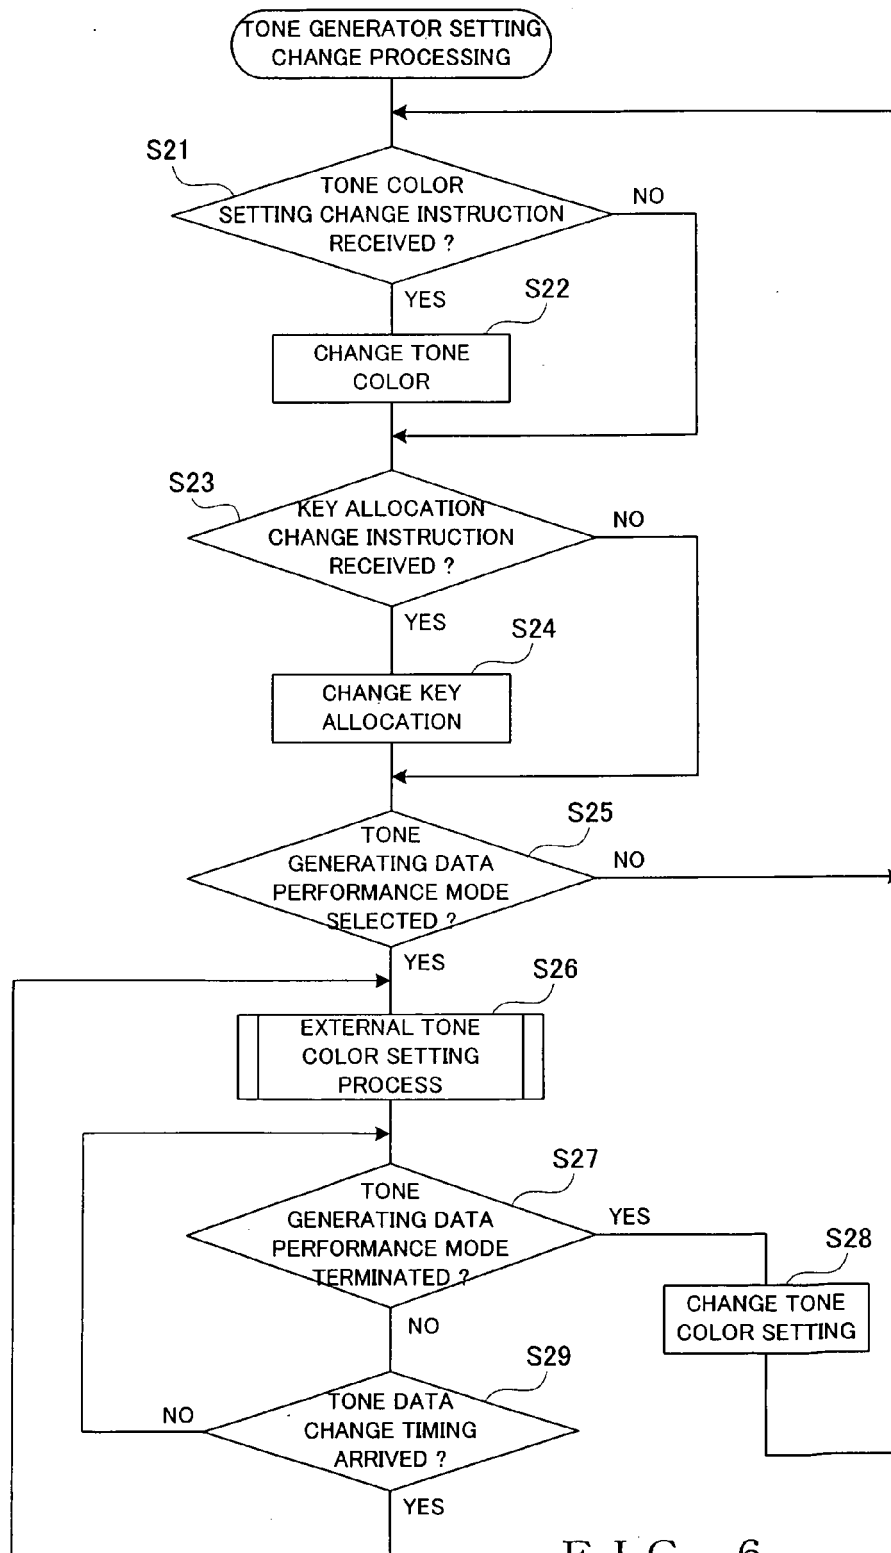 TONE GENERATOR SETTING
CHANGE PROCESSING
S21
TONE COLOR
SETTING CHANGE INSTRUCTION
RECEIVED ?
NO
YES
S22
CHANGE TONE
COLOR
S23
KEY ALLOCATION
CHANGE INSTRUCTION
RECEIVED ?
NO
YES
S24
CHANGE KEY
ALLOCATION
S25
TONE
GENERATING DATA
PERFORMANCE MODE
SELECTED ?
NO
YES
S26
EXTERNAL TONE
COLOR SETTING
PROCESS
S27
TONE
GENERATING DATA
PERFORMANCE MODE
TERMINATED ?
YES
NO
S28
CHANGE TONE
COLOR SETTING
S29
TONE DATA
CHANGE TIMING
ARRIVED ?
NO
YES
FIG. 6